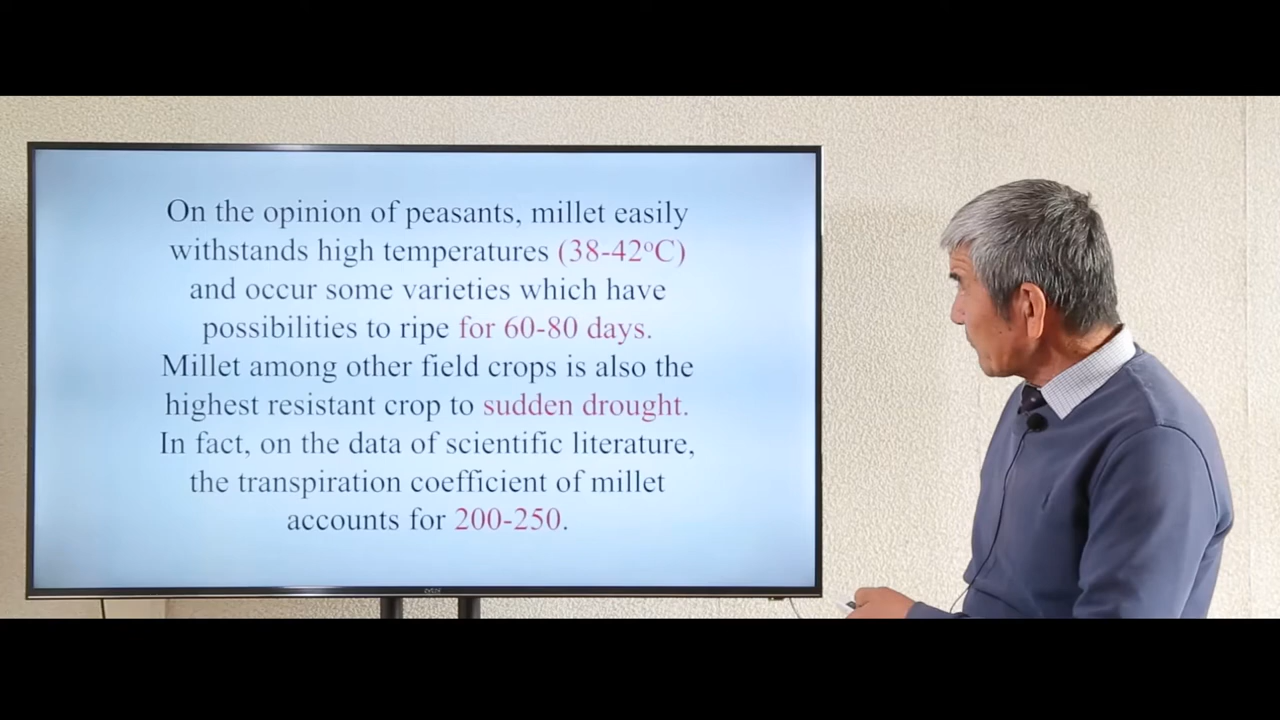 On the opinion of peasants, millet easily
withstands high temperatures (38-42°C)
and occur some varieties which have
possibilities to ripe for 60-80 days.
Millet among other field crops is also the
highest resistant crop to sudden drought.
In fact, on the data of scientific literature,
the transpiration coefficient of millet
accounts for 200-250.